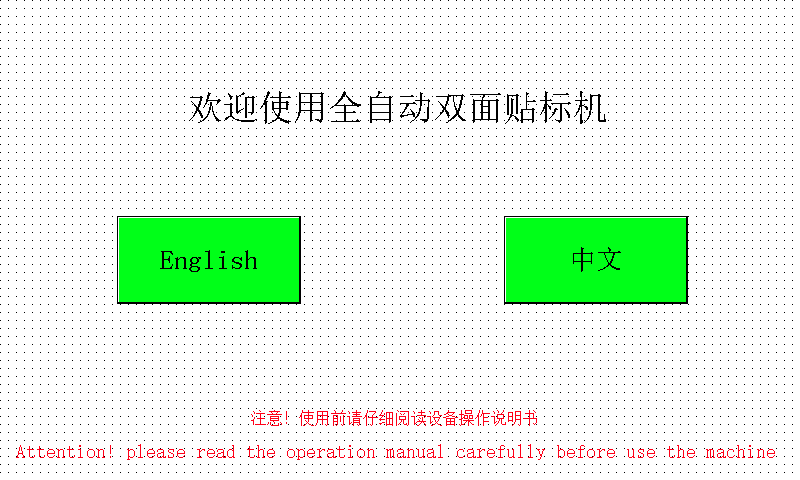 欢迎使用全自动双面贴标机
English
中文
注意！使用前请仔细阅读设备操作说明书
Attention! please read the operation manual carefully before use the machine